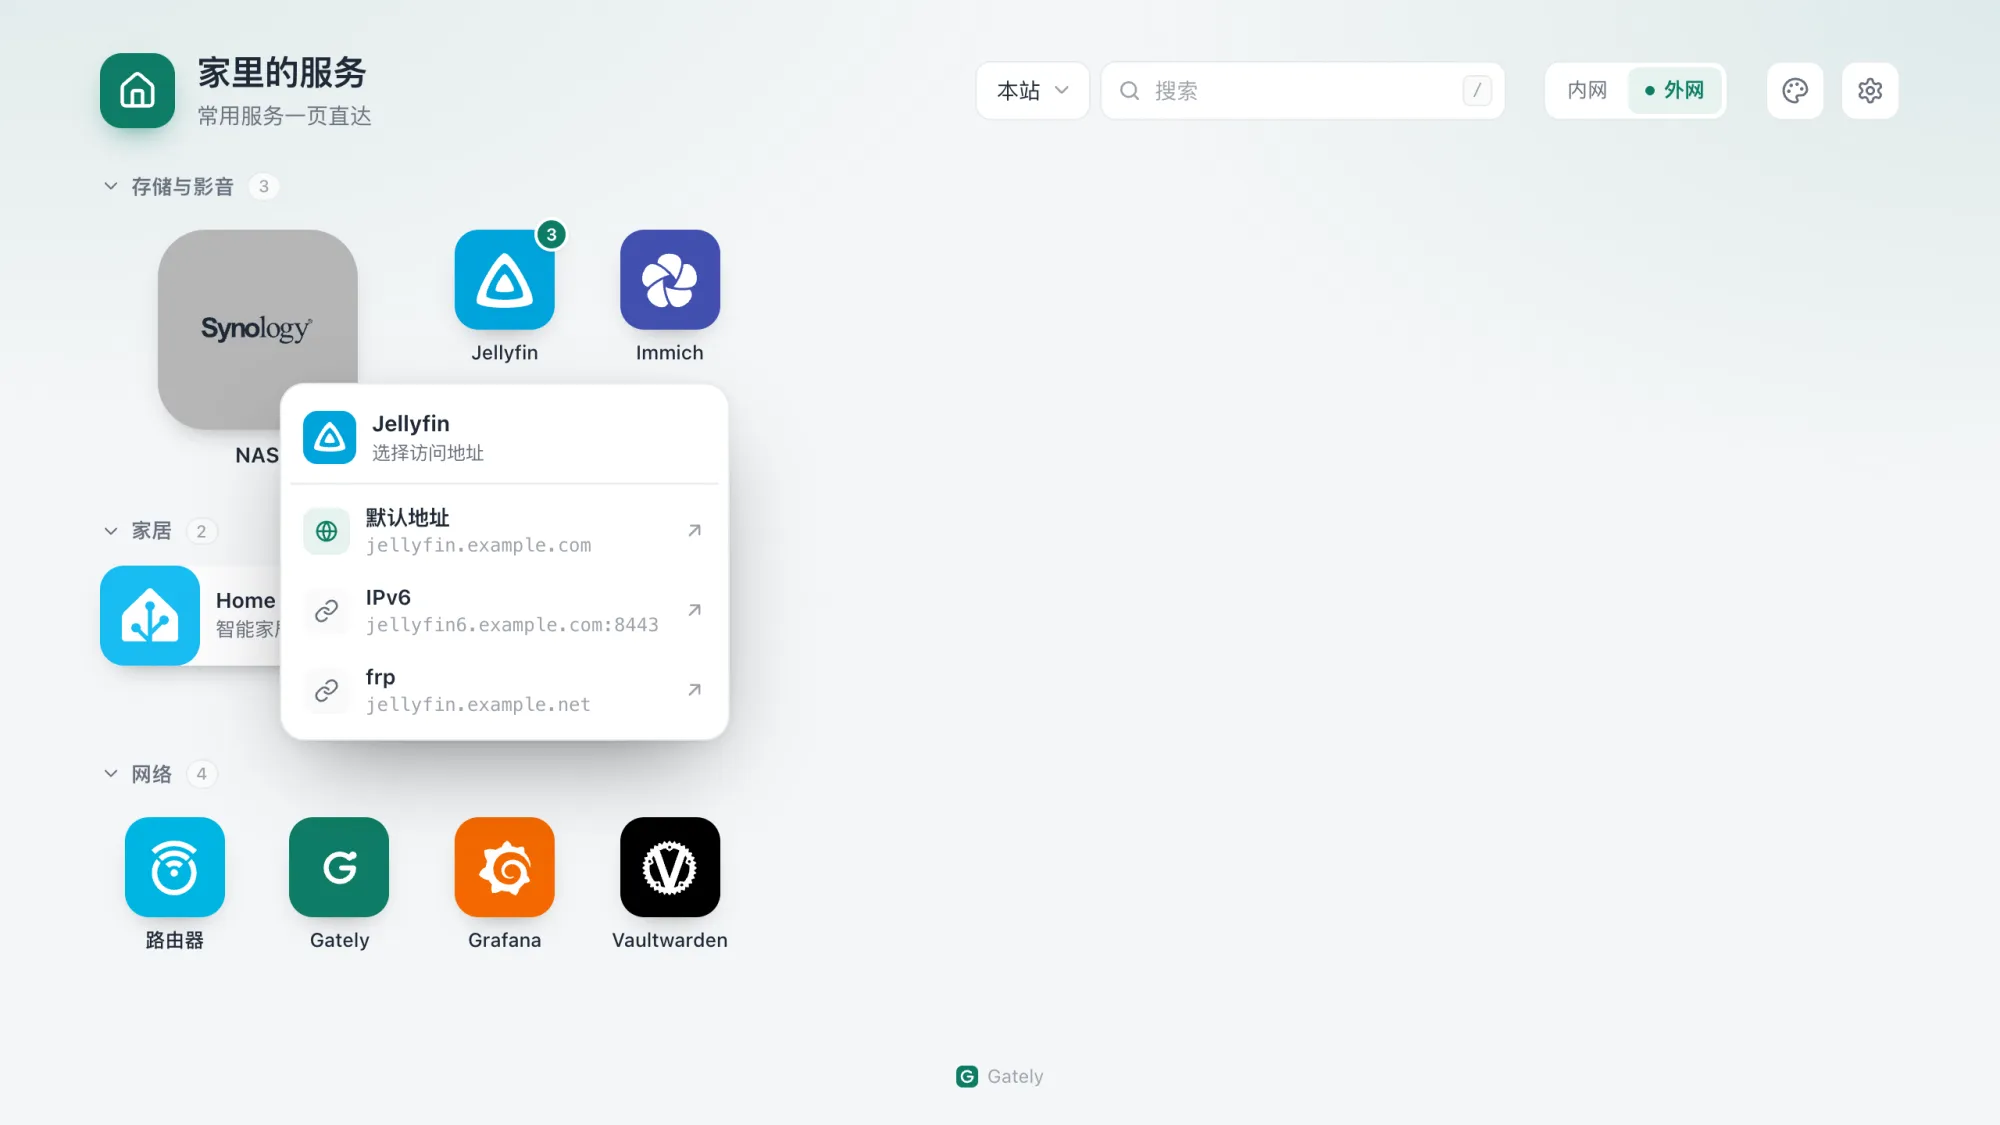 家里的服务
常用服务一页直达
本站
搜索
/
内网
外网
存储与影音 3
Synology
NAS
3
Jellyfin
Immich
Jellyfin
选择访问地址
默认地址
jellyfin.example.com
IPv6
jellyfin6.example.com:8443
frp
jellyfin.example.net
家居 2
Home
智能家
网络 4
路由器
Gately
Grafana
Vaultwarden
G Gately